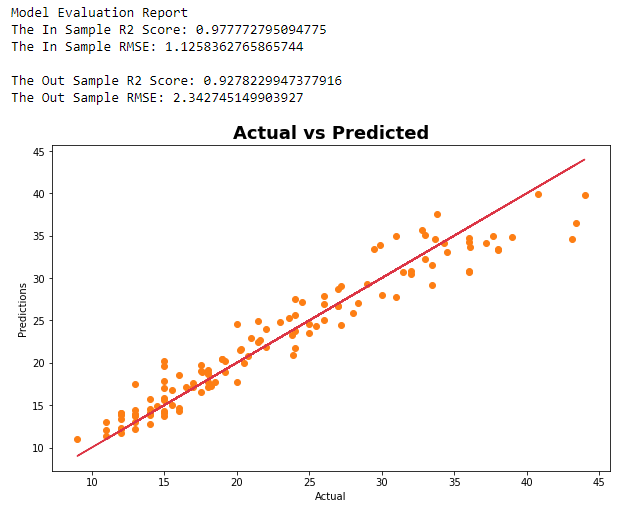 Model Evaluation Report
The In Sample R2 Score: 0.977772795094775
The In Sample RMSE: 1.1258362765865744
The Out Sample R2 Score: 0.9278229947377916
The Out Sample RMSE: 2.342745149903927
Actual vs Predicted
45
40
35
30
25
20
15
10
Predictions
10 15 20 25 30 35 40 45
Actual